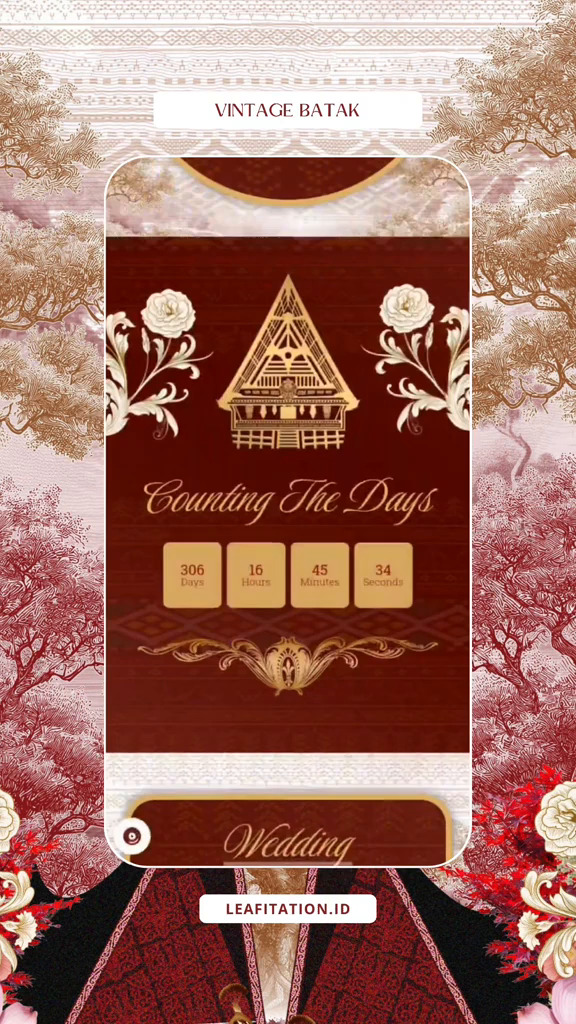 VINTAGE BATAK
Counting The Days
306 16 45 34
Days Hours Minutes Seconds
Wedding
LEAFITATION.ID